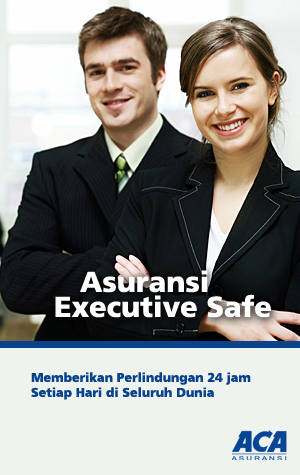 Asuransi
Executive Safe
Memberikan Perlindungan 24 jam
Setiap Hari di Seluruh Dunia
ACA
ASURANSI